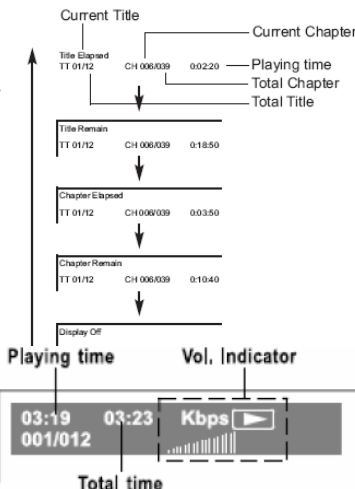 Current Title
Current Chapter
Title Elapsed
TT 01/12 CH 006/039 0:02:20
Playing time
Total Chapter
Total Title
Title Remain
TT 01/12 CH 006/039 0:18:50
Chapter Elapsed
TT 01/12 CH 006/039 0:03:50
Chapter Remain
TT 01/12 CH 006/039 0:10:40
Display Off
Playing time Vol. Indicator
03:19 03:23 Kbps
001/012
Total time